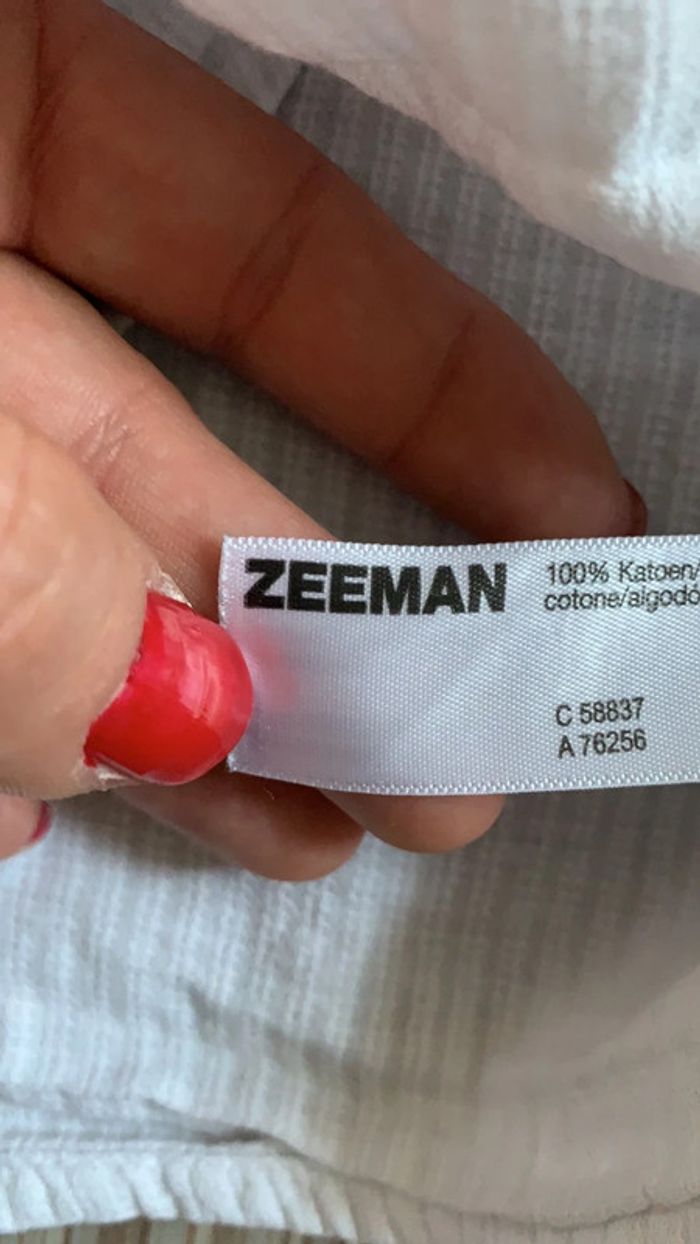 ZEEMAN
100% Katoen/
cotone/algodó
C 58837
A 76256